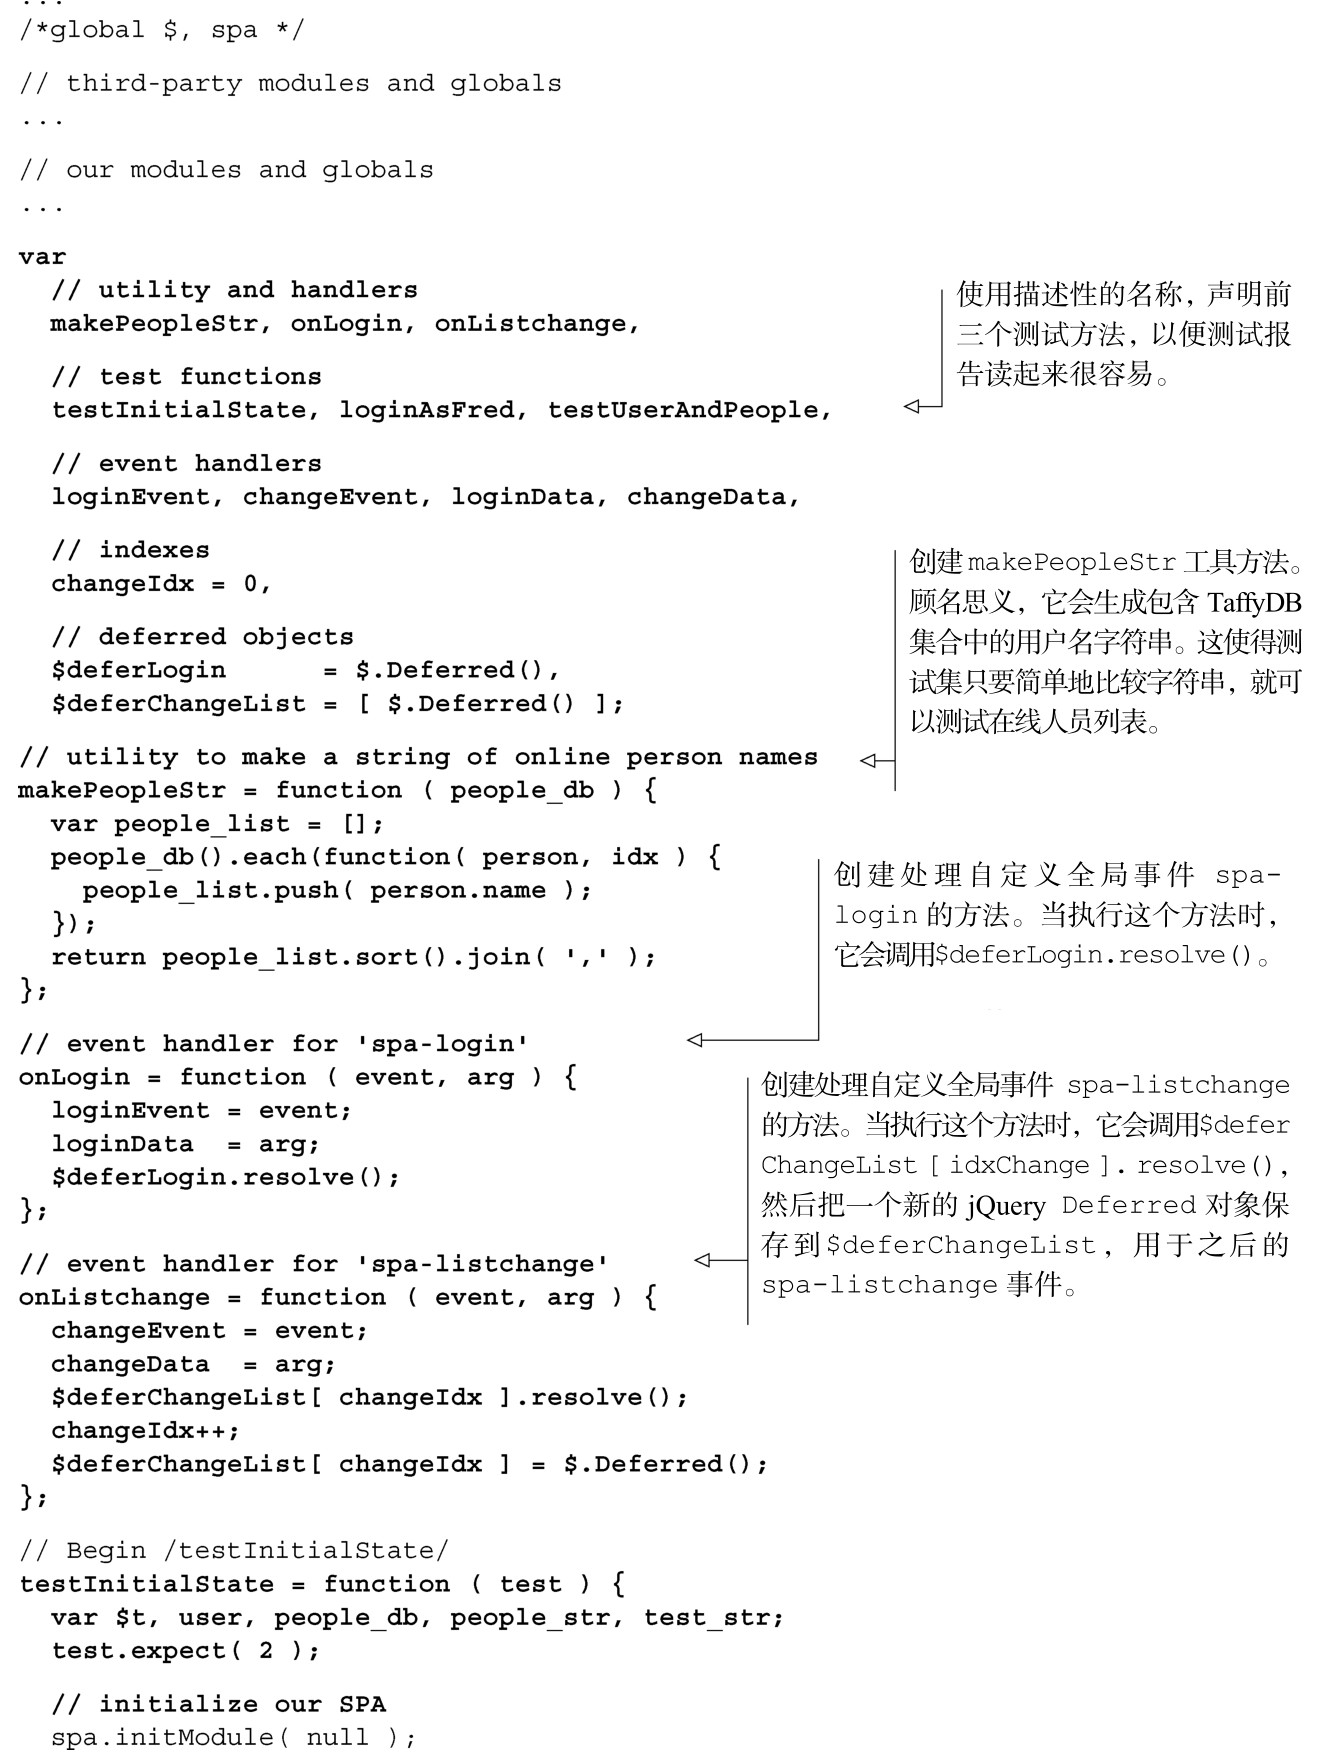 ...
/*global $, spa */
// third-party modules and globals
...
// our modules and globals
...
var
  // utility and handlers
  makePeopleStr, onLogin, onListchange,
  // test functions
  testInitialState, loginAsFred, testUserAndPeople,
使用描述性的名称，声明前
三个测试方法，以便测试报
告读起来很容易。
  // event handlers
  loginEvent, changeEvent, loginData, changeData,
  // indexes
  changeIdx = 0,
  // deferred objects
  $deferLogin      = $.Deferred(),
  $deferChangeList = [ $.Deferred() ];
创建makePeopleStr 工具方法。
顾名思义，它会生成包含 TaffyDB
集合中的用户名字符串。这使得测
试集只要简单地比较字符串，就可
以测试在线人员列表。
// utility to make a string of online person names
makePeopleStr = function ( people_db ) {
  var people_list = [];
  people_db().each(function( person, idx ) {
    people_list.push( person.name );
  });
  return people_list.sort().join( ',' );
};
创建处理自定义全局事件 spa-
login 的方法。当执行这个方法时，
它会调用$deferLogin.resolve()。
// event handler for 'spa-login'
onLogin = function ( event, arg ) {
  loginEvent = event;
  loginData  = arg;
  $deferLogin.resolve();
};
创建处理自定义全局事件 spa-listchange
的方法。当执行这个方法时，它会调用$defer
ChangeList [ idxChange ]. resolve()，
然后把一个新的 jQuery Deferred 对象保
存到$deferChangeList，用于之后的
spa-listchange 事件。
// event handler for 'spa-listchange'
onListchange = function ( event, arg ) {
  changeEvent = event;
  changeData  = arg;
  $deferChangeList[ changeIdx ].resolve();
  changeIdx++;
  $deferChangeList[ changeIdx ] = $.Deferred();
};
// Begin /testInitialState/
testInitialState = function ( test ) {
  var $t, user, people_db, people_str, test_str;
  test.expect( 2 );
  // initialize our SPA
  spa.initModule( null );